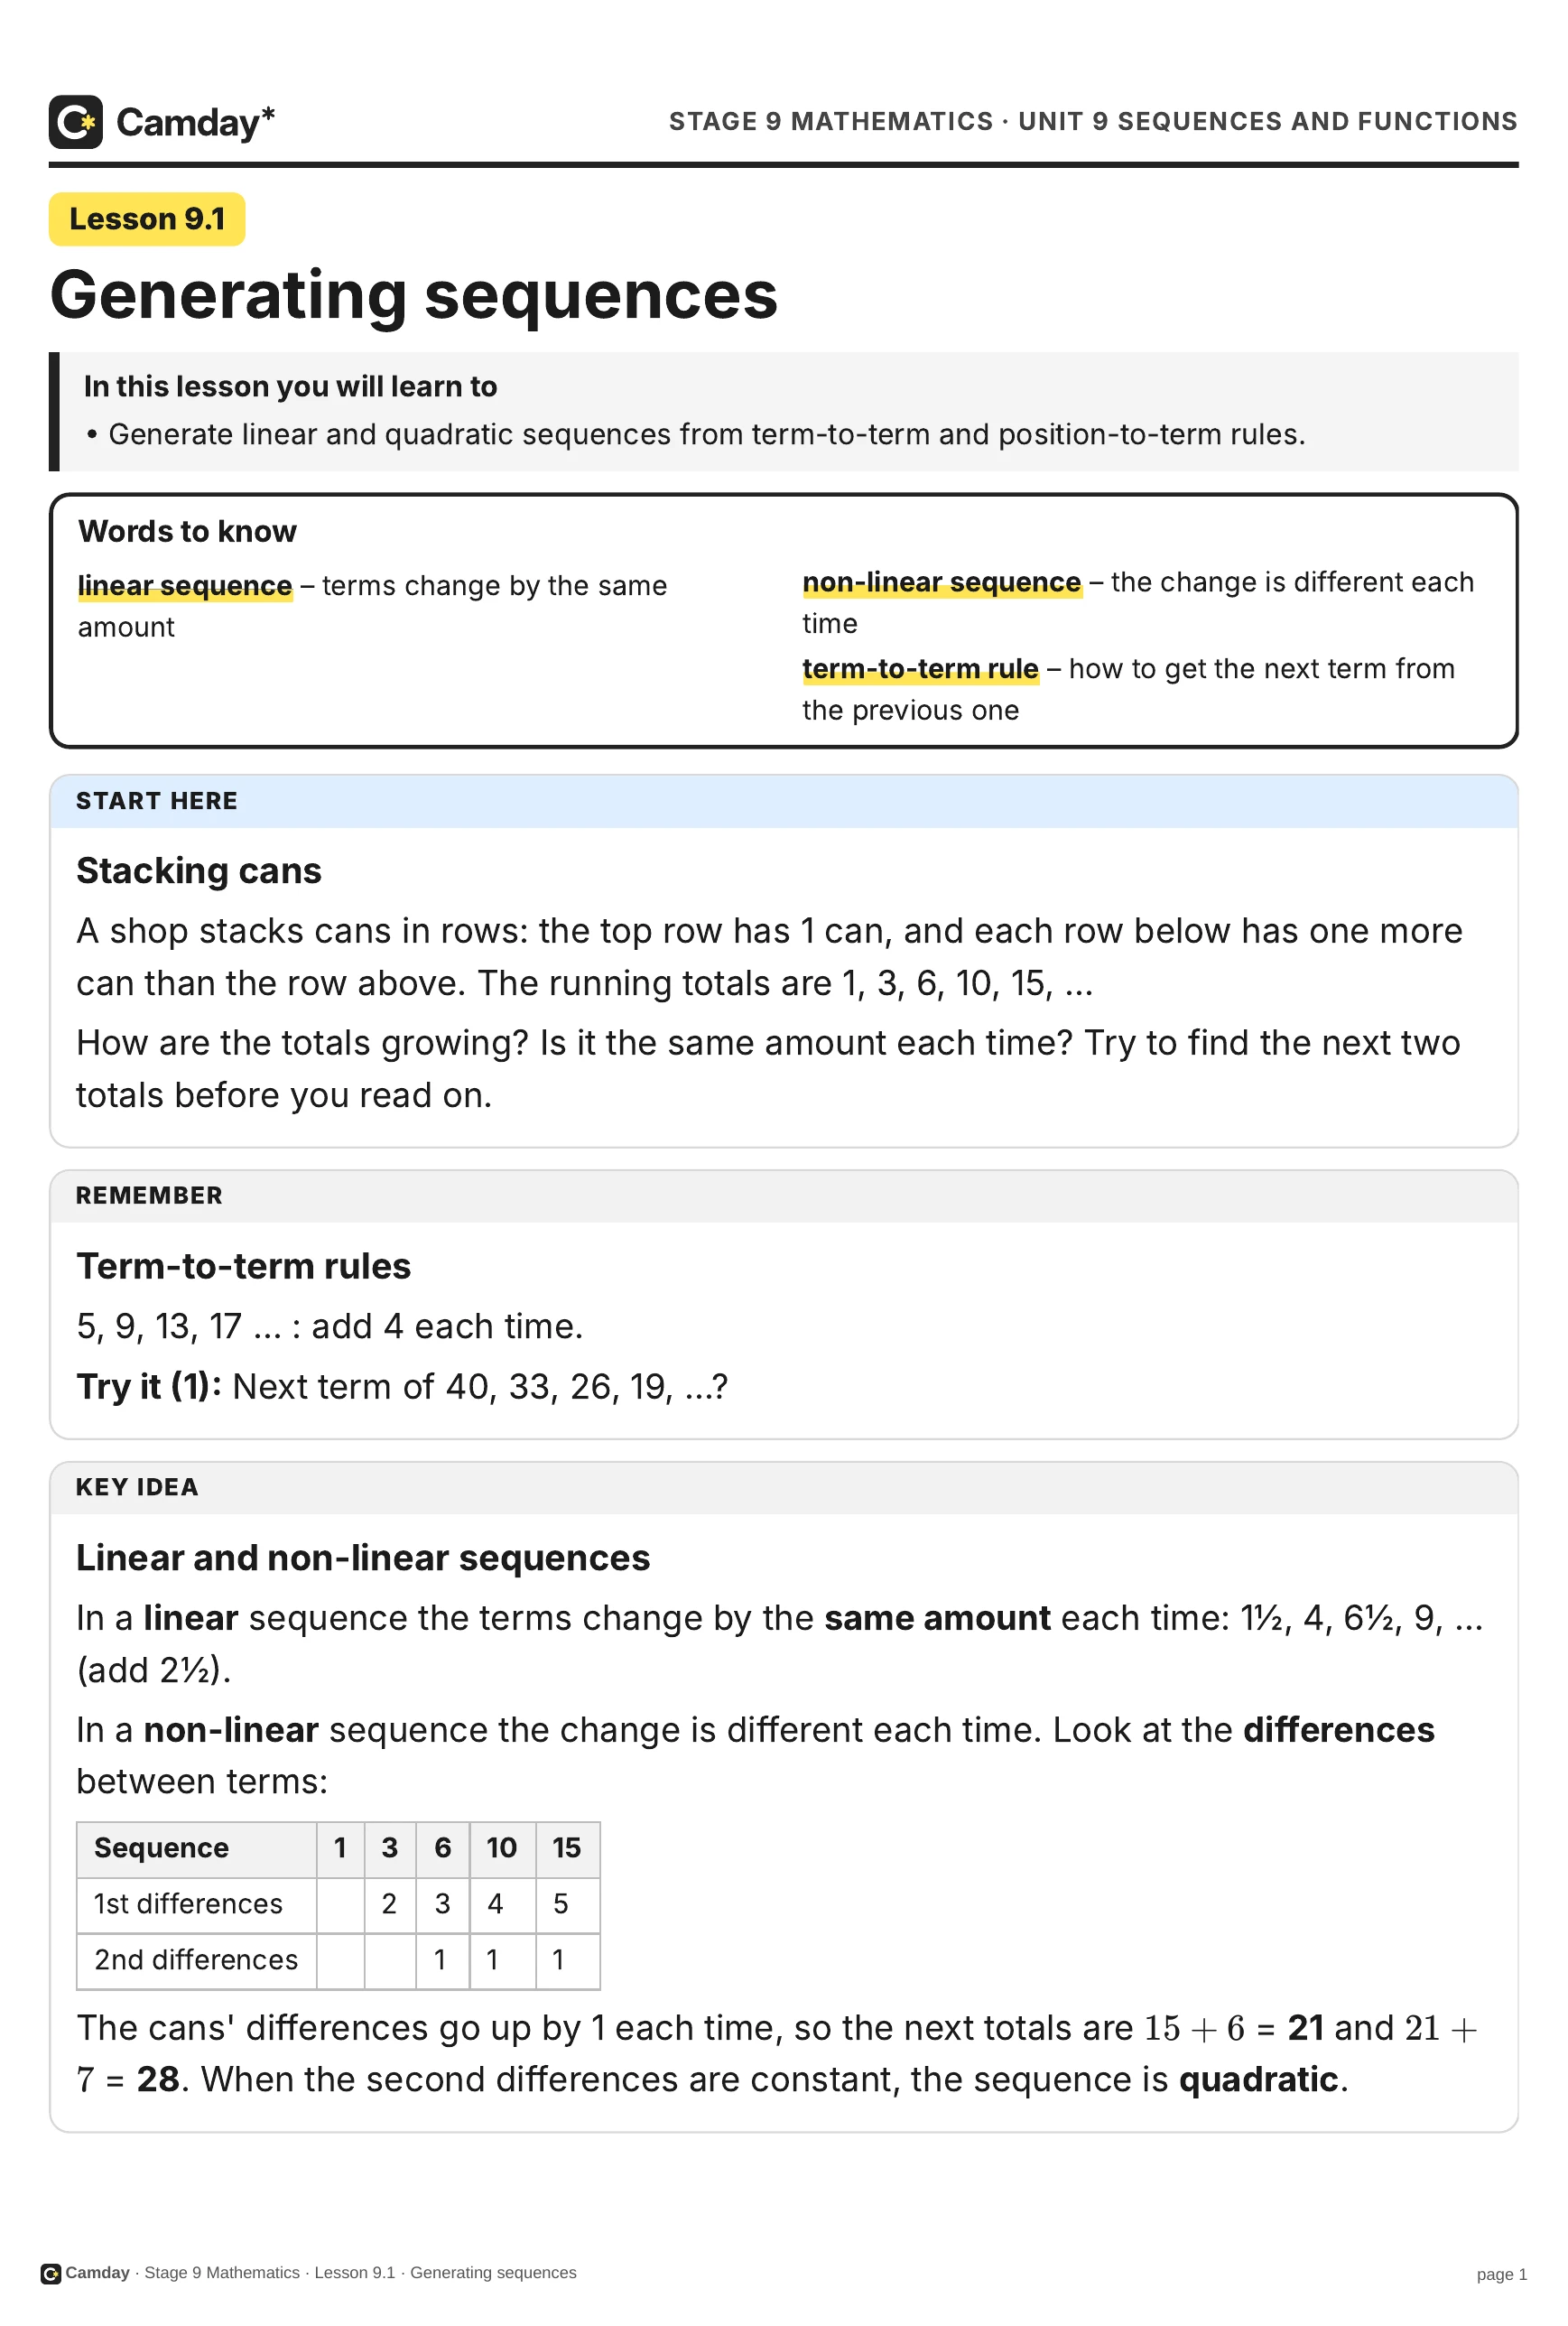 Camday*
STAGE 9 MATHEMATICS · UNIT 9 SEQUENCES AND FUNCTIONS
Lesson 9.1
Generating sequences
In this lesson you will learn to
• Generate linear and quadratic sequences from term-to-term and position-to-term rules.
Words to know
linear sequence – terms change by the same
amount
non-linear sequence – the change is different each
time
term-to-term rule – how to get the next term from
the previous one
START HERE
Stacking cans
A shop stacks cans in rows: the top row has 1 can, and each row below has one more
can than the row above. The running totals are 1, 3, 6, 10, 15, ...
How are the totals growing? Is it the same amount each time? Try to find the next two
totals before you read on.
REMEMBER
Term-to-term rules
5, 9, 13, 17 ... : add 4 each time.
Try it (1): Next term of 40, 33, 26, 19, ...?
KEY IDEA
Linear and non-linear sequences
In a linear sequence the terms change by the same amount each time: 1½, 4, 6½, 9, ...
(add 2½).
In a non-linear sequence the change is different each time. Look at the differences
between terms:
Sequence 1 3 6 10 15
1st differences 2 3 4 5
2nd differences 1 1 1
The cans' differences go up by 1 each time, so the next totals are 15 + 6 = 21 and 21 +
7 = 28. When the second differences are constant, the sequence is quadratic.
Camday · Stage 9 Mathematics · Lesson 9.1 · Generating sequences
page 1